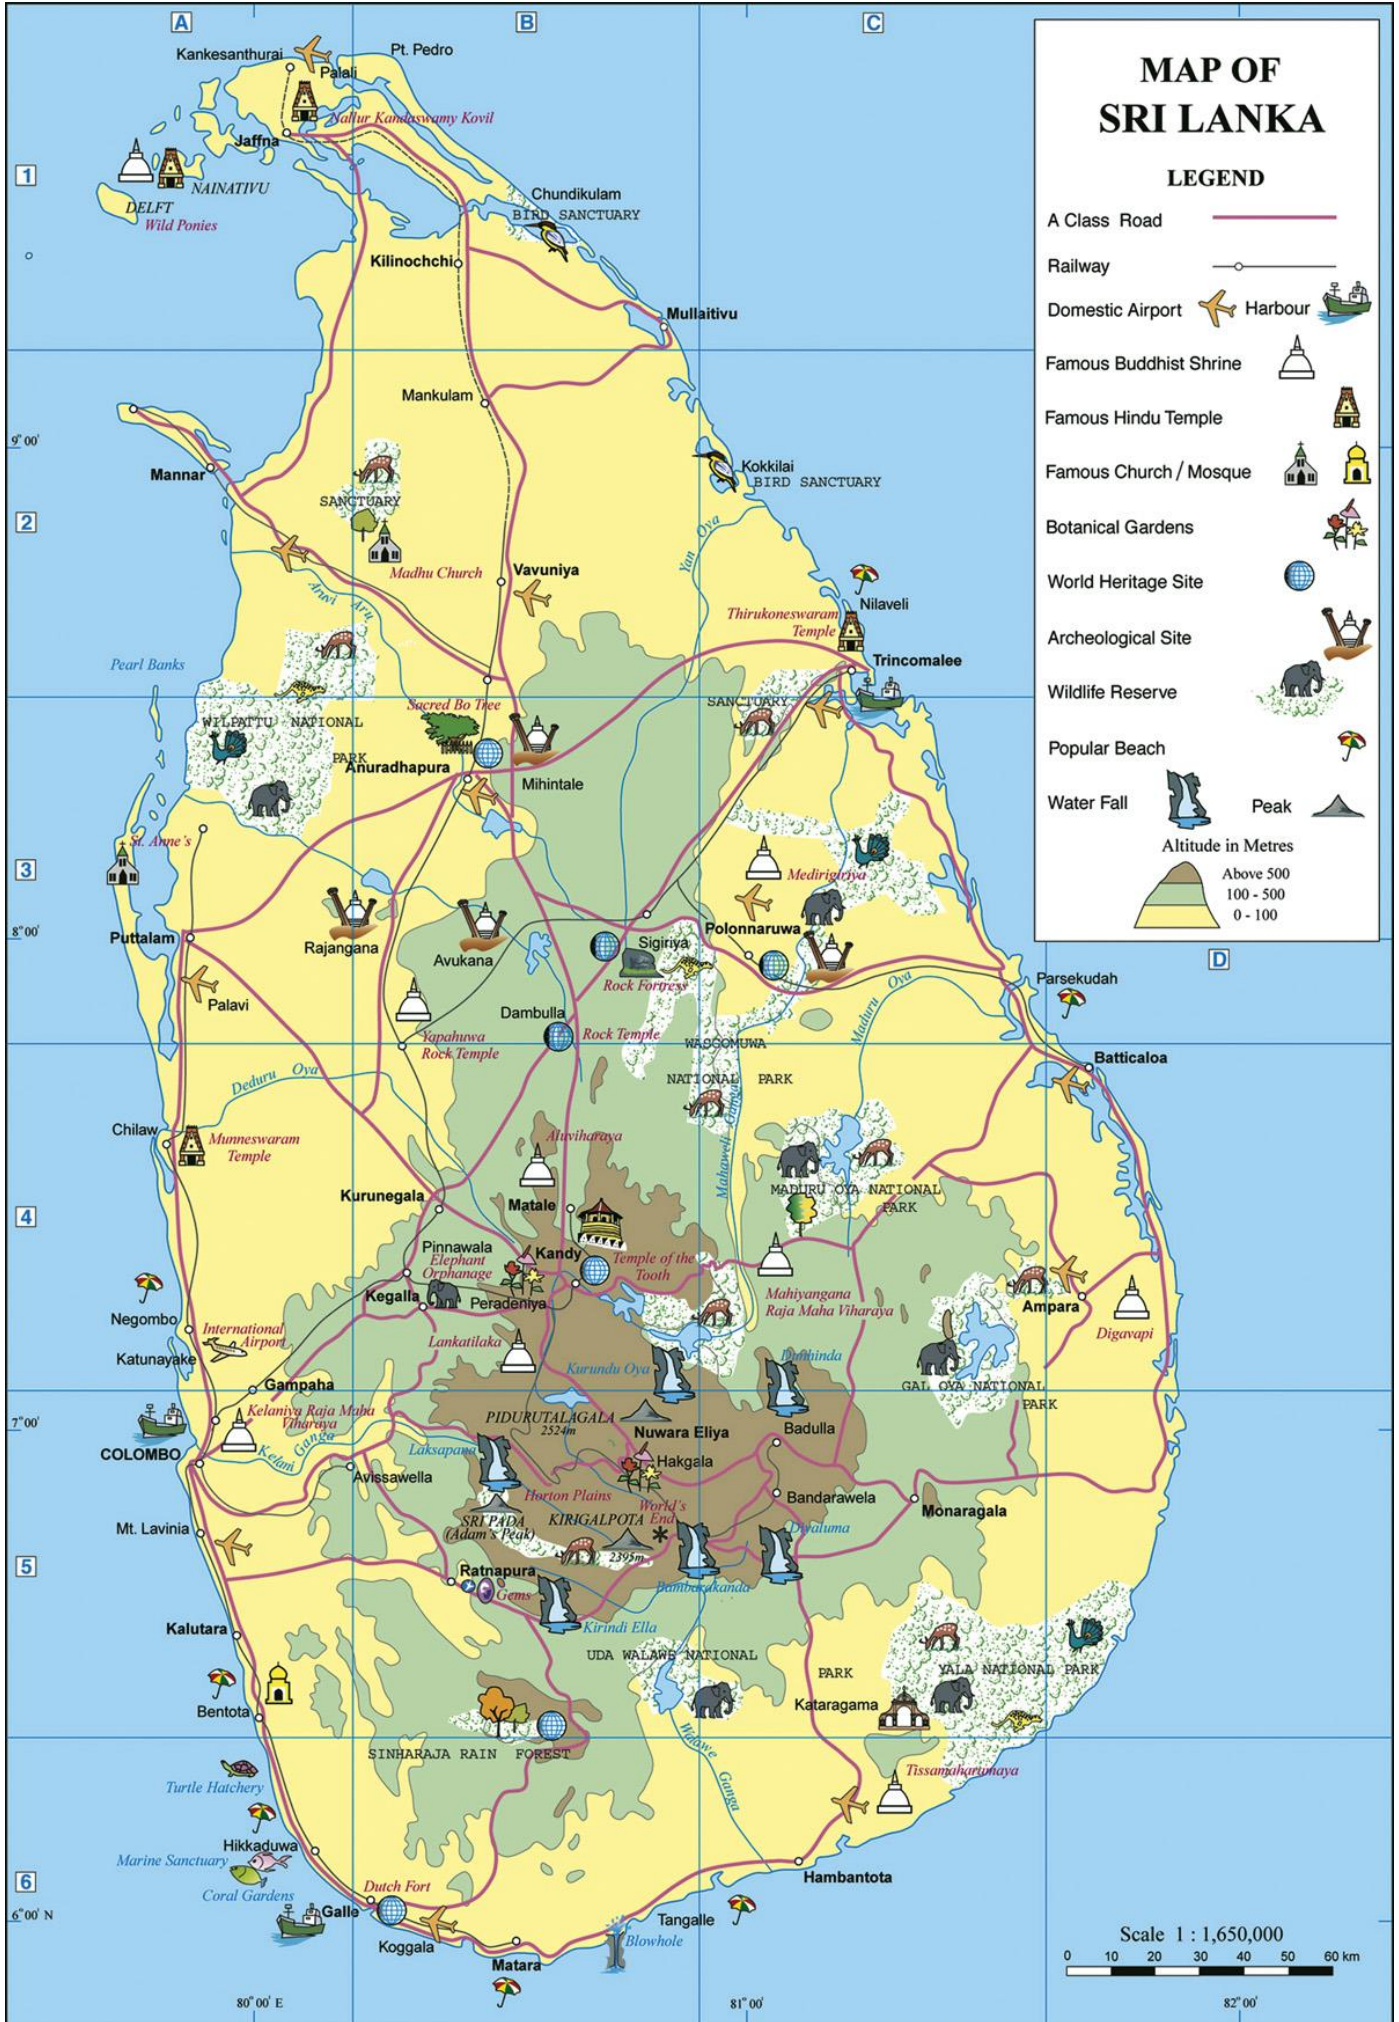 A
B
C
Kankesanthurai
Palali
Pt. Pedro
Nallur Kandaswamy Kovil
Jaffna
1
NAINATIVU
DELFT
Wild Ponies
Chundikulam
BIRD SANCTUARY
Kilinochchi
Mullaitivu
MAP OF
SRI LANKA
LEGEND
A Class Road
Railway
Domestic Airport
Harbour
Famous Buddhist Shrine
Famous Hindu Temple
Famous Church / Mosque
Botanical Gardens
World Heritage Site
Archeological Site
Wildlife Reserve
Popular Beach
Water Fall
Peak
Altitude in Metres
Above 500
100 - 500
0 - 100
Mankulam
9°00'
Mannar
SANCTUARY
Kokkilai
BIRD SANCTUARY
2
Madhu Church
Vavuniya
Yan Oya
Aruvi Aru
Nilaveli
Thirukoneswaram
Temple
Trincomalee
Pearl Banks
Sacred Bo Tree
SANCTUARY
WILPATTU NATIONAL
PARK
Anuradhapura
Mihintale
St. Anne's
3
Medirigiriya
Rajangana
Avukana
Puttalam
8°00'
Sigiriya
Rock Fortress
Polonnaruwa
D
Palavi
Dambulla
Rock Temple
Maduru Oya
Parsekudah
Yapahuwa
Rock Temple
WASGOMUWA
NATIONAL PARK
Batticaloa
Deduru Oya
Chilaw
Munneswaram
Temple
Aluviharaya
Mahaweli Ganga
MADURU OYA NATIONAL
PARK
Kurunegala
Matale
4
Pinnawala
Elephant
Orphanage
Kandy
Temple of the
Tooth
Kegalla
Peradeniya
Mahiyangana
Raja Maha Viharaya
Ampara
Digavapi
Negombo
International
Airport
Katunayake
Lankatilaka
Kurundu Oya
Dunhinda
GAL OYA NATIONAL
PARK
Gampaha
Kelaniya Raja Maha
Viharaya
7°00'
COLOMBO
Kelani Ganga
PIDURUTALAGALA
2524m
Nuwara Eliya
Badulla
Laksapana
Hakgala
Avissawella
Horton Plains
World's
End
Bandarawela
Monaragala
Mt. Lavinia
SRI PADA
(Adam's Peak)
KIRIGALPOTA
2395m
Diyaluma
5
Ratnapura
Gems
Bambarakanda
Kirindi Ella
Kalutara
UDA WALAWE NATIONAL
PARK
YALA NATIONAL PARK
Bentota
Kataragama
SINHARAJA RAIN FOREST
Walawe Ganga
Tissamaharamaya
Turtle Hatchery
Hikkaduwa
Marine Sanctuary
Coral Gardens
6
Hambantota
Dutch Fort
6°00' N
Galle
Koggala
Tangalle
Blowhole
Matara
Scale 1 : 1,650,000
0 10 20 30 40 50 60 km
80°00' E
81°00'
82°00'